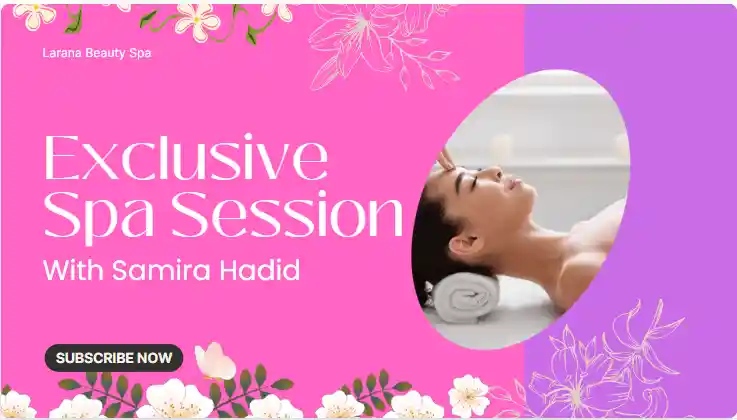 Larana Beauty Spa
Exclusive
Spa Session
With Samira Hadid
SUBSCRIBE NOW